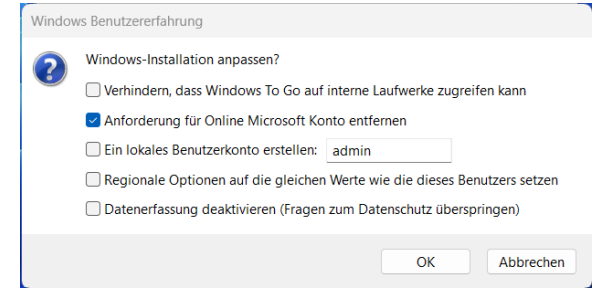 Windows Benutzererfahrung
Windows-Installation anpassen?
Verhindern, dass Windows To Go auf interne Laufwerke zugreifen kann
Anforderung für Online Microsoft Konto entfernen
Ein lokales Benutzerkonto erstellen: admin
Regionale Optionen auf die gleichen Werte wie die dieses Benutzers setzen
Datenerfassung deaktivieren (Fragen zum Datenschutz überspringen)
OK Abbrechen